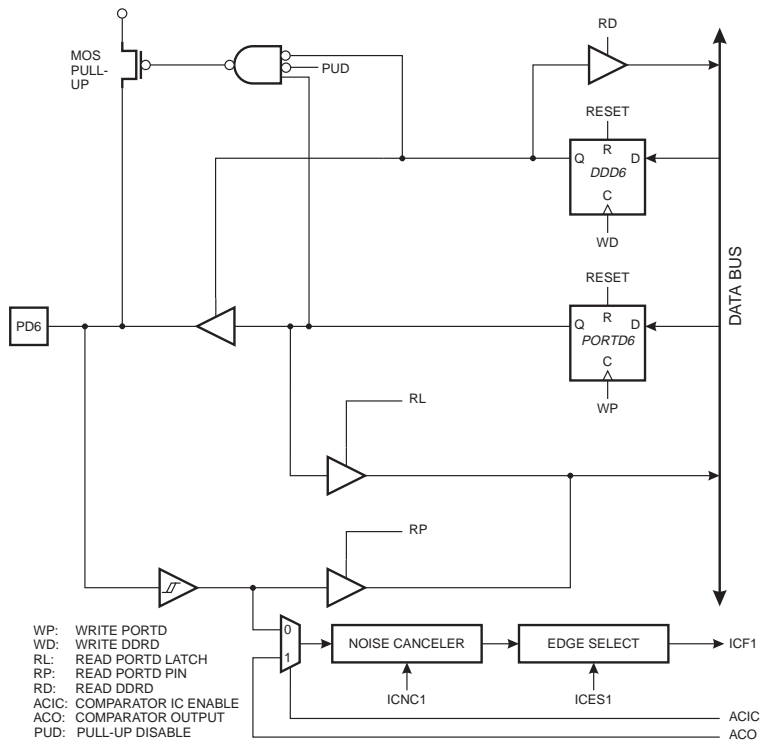 RD
MOS
PULL-
UP
PUD
RESET
R
Q
D
DDD6
C
WD
DATA BUS
RESET
R
PD6
Q
D
PORTD6
C
WP
RL
RP
WP: WRITE PORTD
WD: WRITE DDRD
RL: READ PORTD LATCH
RP: READ PORTD PIN
RD: READ DDRD
ACIC: COMPARATOR IC ENABLE
ACO: COMPARATOR OUTPUT
PUD: PULL-UP DISABLE
0
1
NOISE CANCELER
EDGE SELECT
ICF1
ICNC1
ICES1
ACIC
ACO